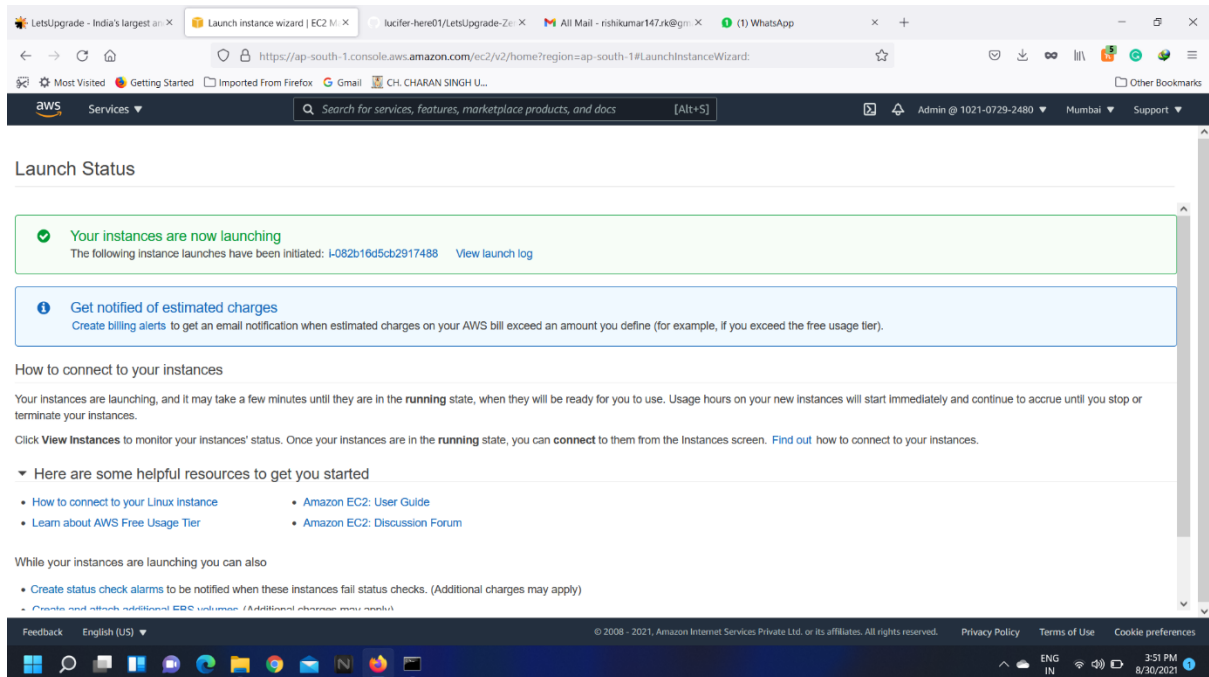 LetsUpgrade - India's largest an
Launch instance wizard | EC2 M
lucifer-here01/LetsUpgrade-Ze
All Mail - rishikumar147.rk@gm
(1) WhatsApp
https://ap-south-1.console.aws.amazon.com/ec2/v2/home?region=ap-south-1#LaunchInstanceWizard:
5
Most Visited
Getting Started
Imported From Firefox
G Gmail
CH. CHARAN SINGH U...
Other Bookmarks
aws
Services ▼
Search for services, features, marketplace products, and docs
[Alt+S]
Admin @ 1021-0729-2480 ▼
Mumbai ▼
Support ▼
Launch Status
Your instances are now launching
The following instance launches have been initiated: i-082b16d5cb2917488 View launch log
Get notified of estimated charges
Create billing alerts to get an email notification when estimated charges on your AWS bill exceed an amount you define (for example, if you exceed the free usage tier).
How to connect to your instances
Your instances are launching, and it may take a few minutes until they are in the running state, when they will be ready for you to use. Usage hours on your new instances will start immediately and continue to accrue until you stop or
terminate your instances.
Click View Instances to monitor your instances' status. Once your instances are in the running state, you can connect to them from the Instances screen. Find out how to connect to your instances.
▼ Here are some helpful resources to get you started
• How to connect to your Linux instance
• Amazon EC2: User Guide
• Learn about AWS Free Usage Tier
• Amazon EC2: Discussion Forum
While your instances are launching you can also
• Create status check alarms to be notified when these instances fail status checks. (Additional charges may apply)
• Create and attach additional EBS volumes (Additional charges may apply)
Feedback
English (US) ▼
© 2008 - 2021, Amazon Internet Services Private Ltd. or its affiliates. All rights reserved.
Privacy Policy
Terms of Use
Cookie preferences
N
ENG
IN
3:51 PM
8/30/2021
1